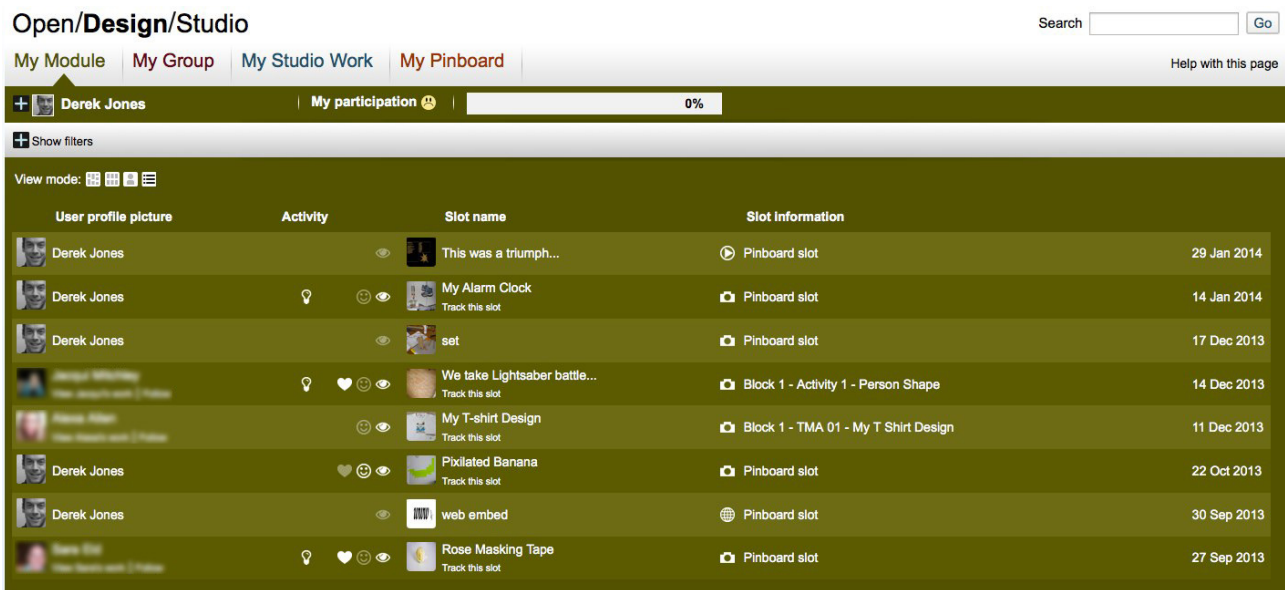 Open/Design/Studio
Search
Go
My Module My Group My Studio Work My Pinboard
Help with this page
Derek Jones My participation 0%
Show filters
View mode:
User profile picture Activity Slot name Slot information
Derek Jones This was a triumph... Pinboard slot 29 Jan 2014
Derek Jones My Alarm Clock Pinboard slot 14 Jan 2014
Track this slot
Derek Jones set Pinboard slot 17 Dec 2013
We take Lightsaber battle... Block 1 - Activity 1 - Person Shape 14 Dec 2013
Track this slot
My T-shirt Design Block 1 - TMA 01 - My T Shirt Design 11 Dec 2013
Track this slot
Derek Jones Pixilated Banana Pinboard slot 22 Oct 2013
Track this slot
Derek Jones web embed Pinboard slot 30 Sep 2013
Rose Masking Tape Pinboard slot 27 Sep 2013
Track this slot